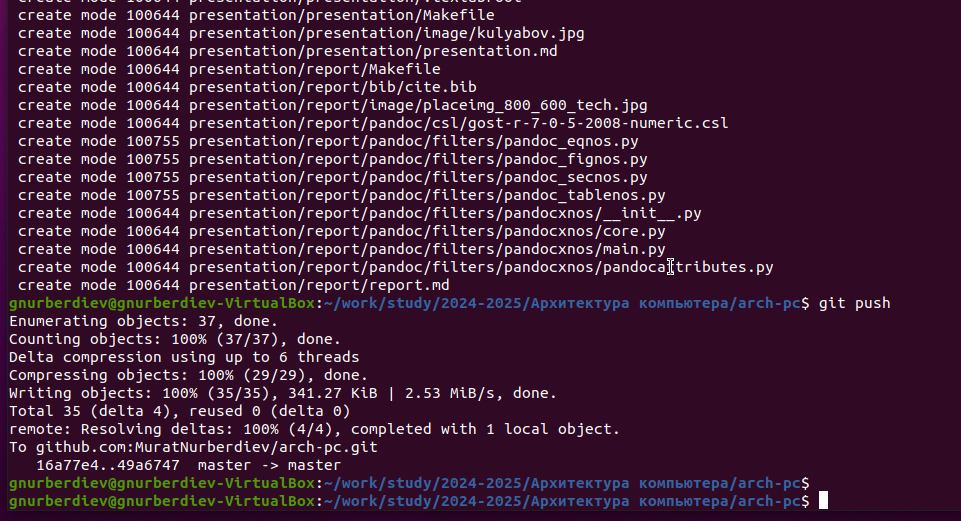 create mode 100644 presentation/presentation/Makefile
create mode 100644 presentation/presentation/image/kulyabov.jpg
create mode 100644 presentation/presentation/presentation.md
create mode 100644 presentation/report/Makefile
create mode 100644 presentation/report/bib/cite.bib
create mode 100644 presentation/report/image/placeimg_800_600_tech.jpg
create mode 100644 presentation/report/pandoc/csl/gost-r-7-0-5-2008-numeric.csl
create mode 100755 presentation/report/pandoc/filters/pandoc_eqnos.py
create mode 100755 presentation/report/pandoc/filters/pandoc_fignos.py
create mode 100755 presentation/report/pandoc/filters/pandoc_secnos.py
create mode 100755 presentation/report/pandoc/filters/pandoc_tablenos.py
create mode 100644 presentation/report/pandoc/filters/pandocxnos/__init__.py
create mode 100644 presentation/report/pandoc/filters/pandocxnos/core.py
create mode 100644 presentation/report/pandoc/filters/pandocxnos/main.py
create mode 100644 presentation/report/pandoc/filters/pandocxnos/pandocattributes.py
create mode 100644 presentation/report/report.md
gnurberdiev@gnurberdiev-VirtualBox:~/work/study/2024-2025/Архитектура компьютера/arch-pc$ git push
Enumerating objects: 37, done.
Counting objects: 100% (37/37), done.
Delta compression using up to 6 threads
Compressing objects: 100% (29/29), done.
Writing objects: 100% (35/35), 341.27 KiB | 2.53 MiB/s, done.
Total 35 (delta 4), reused 0 (delta 0)
remote: Resolving deltas: 100% (4/4), completed with 1 local object.
To github.com:MuratNurberdiev/arch-pc.git
16a77e4..49a6747  master -> master
gnurberdiev@gnurberdiev-VirtualBox:~/work/study/2024-2025/Архитектура компьютера/arch-pc$
gnurberdiev@gnurberdiev-VirtualBox:~/work/study/2024-2025/Архитектура компьютера/arch-pc$